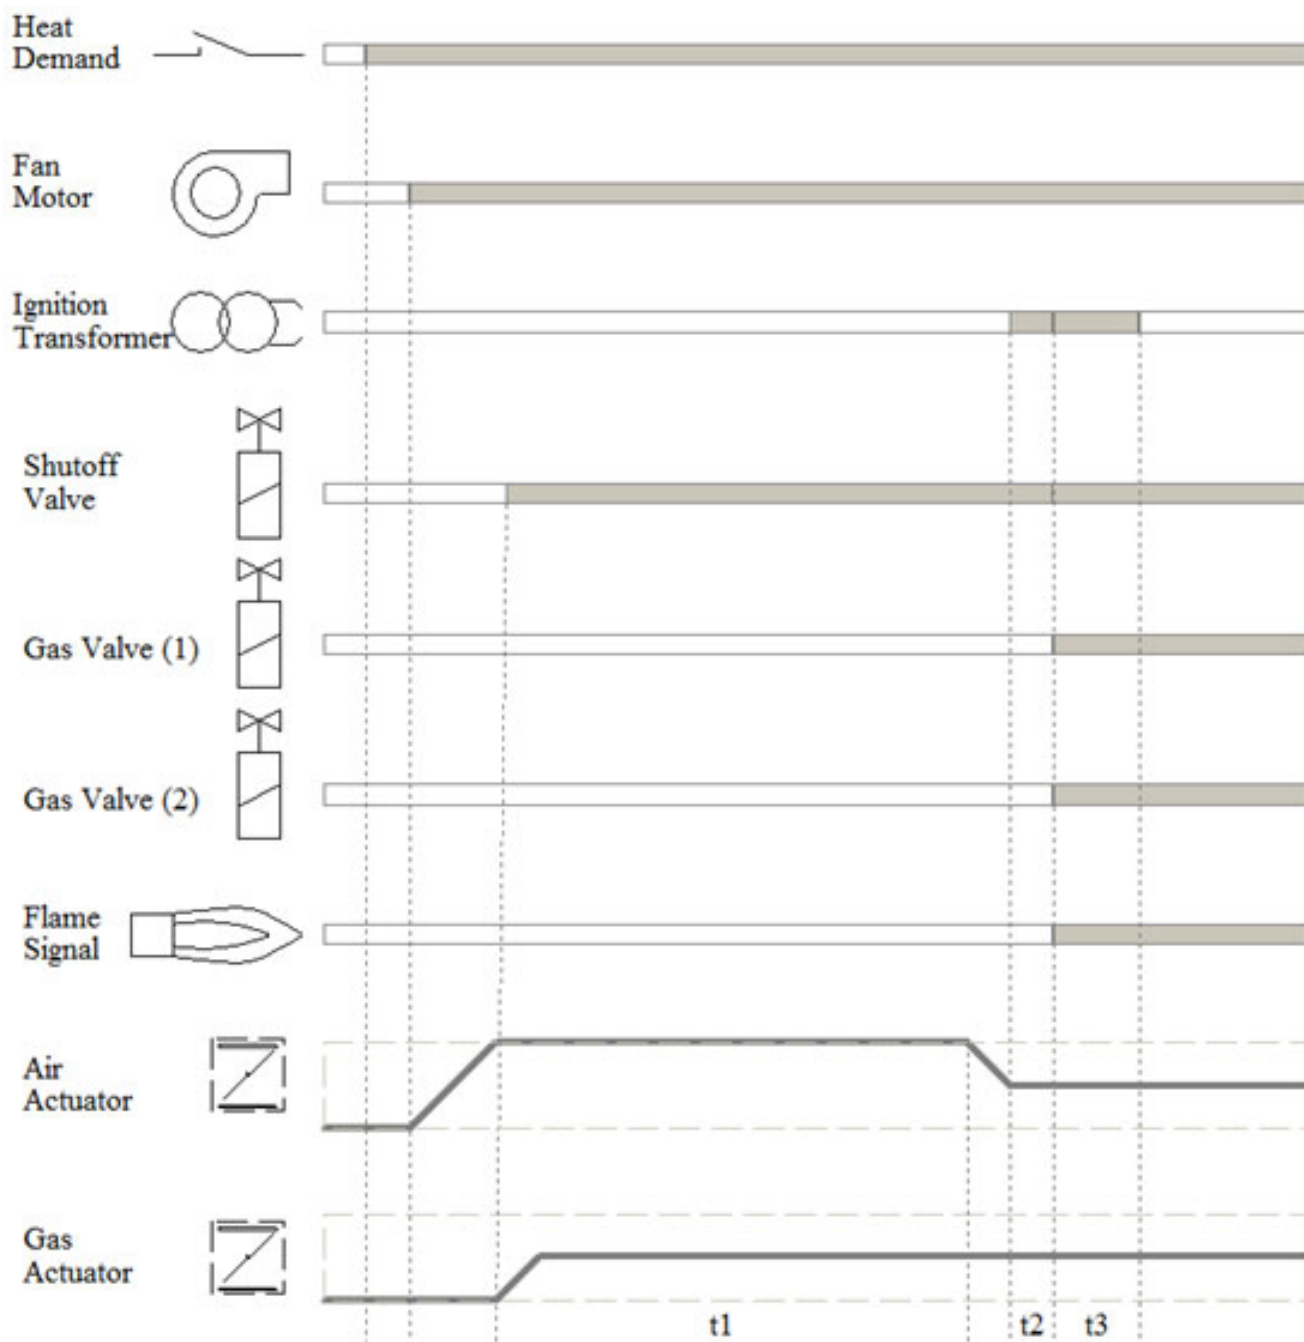 Heat
Demand
Fan
Motor
Ignition
Transformer
Shutoff
Valve
Gas Valve (1)
Gas Valve (2)
Flame
Signal
Air
Actuator
Gas
Actuator
t1 t2 t3